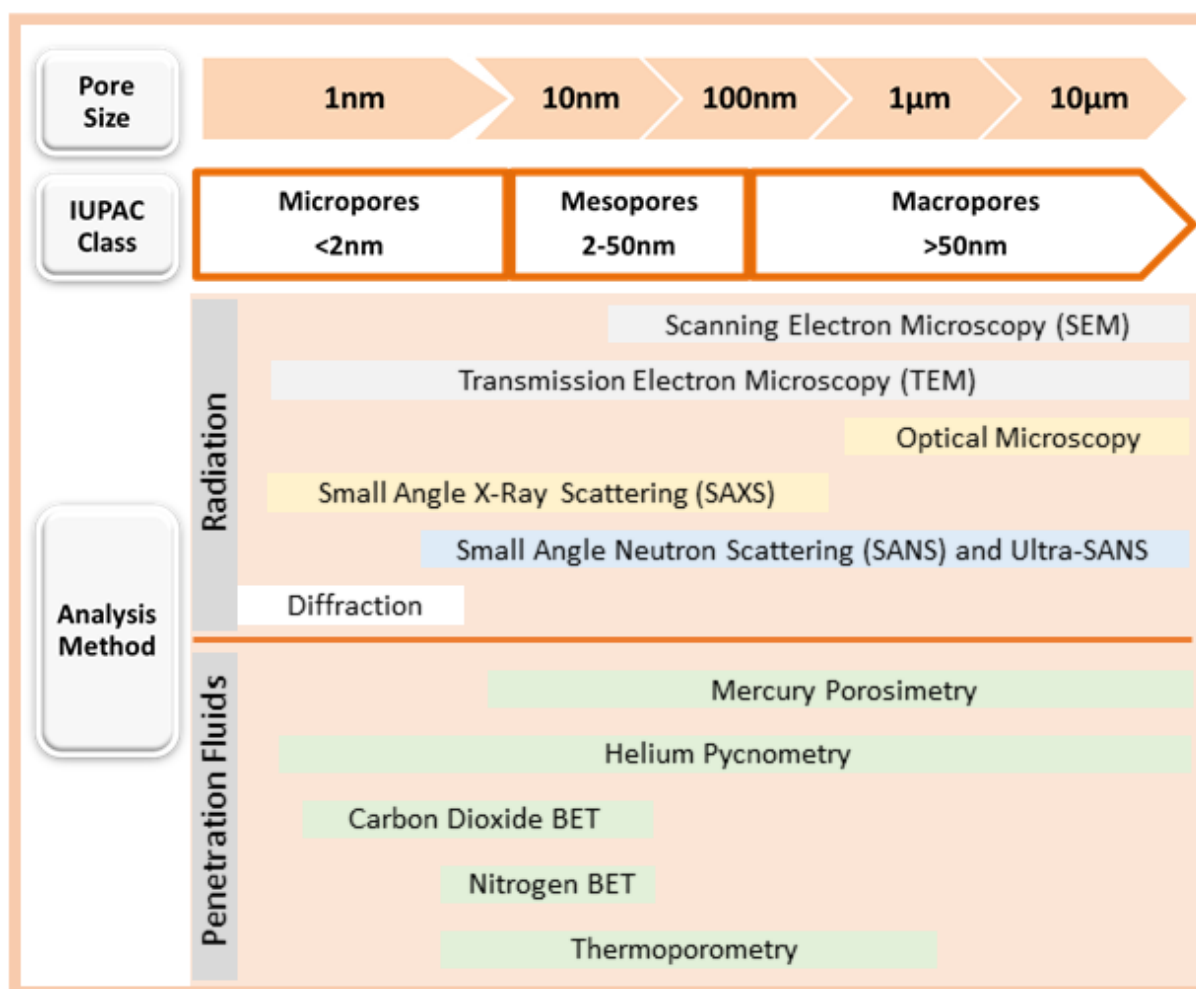 Pore
Size
1nm
10nm
100nm
1µm
10µm
IUPAC
Class
Micropores
<2nm
Mesopores
2-50nm
Macropores
>50nm
Analysis
Method
Radiation
Scanning Electron Microscopy (SEM)
Transmission Electron Microscopy (TEM)
Optical Microscopy
Small Angle X-Ray Scattering (SAXS)
Small Angle Neutron Scattering (SANS) and Ultra-SANS
Diffraction
Penetration Fluids
Mercury Porosimetry
Helium Pycnometry
Carbon Dioxide BET
Nitrogen BET
Thermoporometry